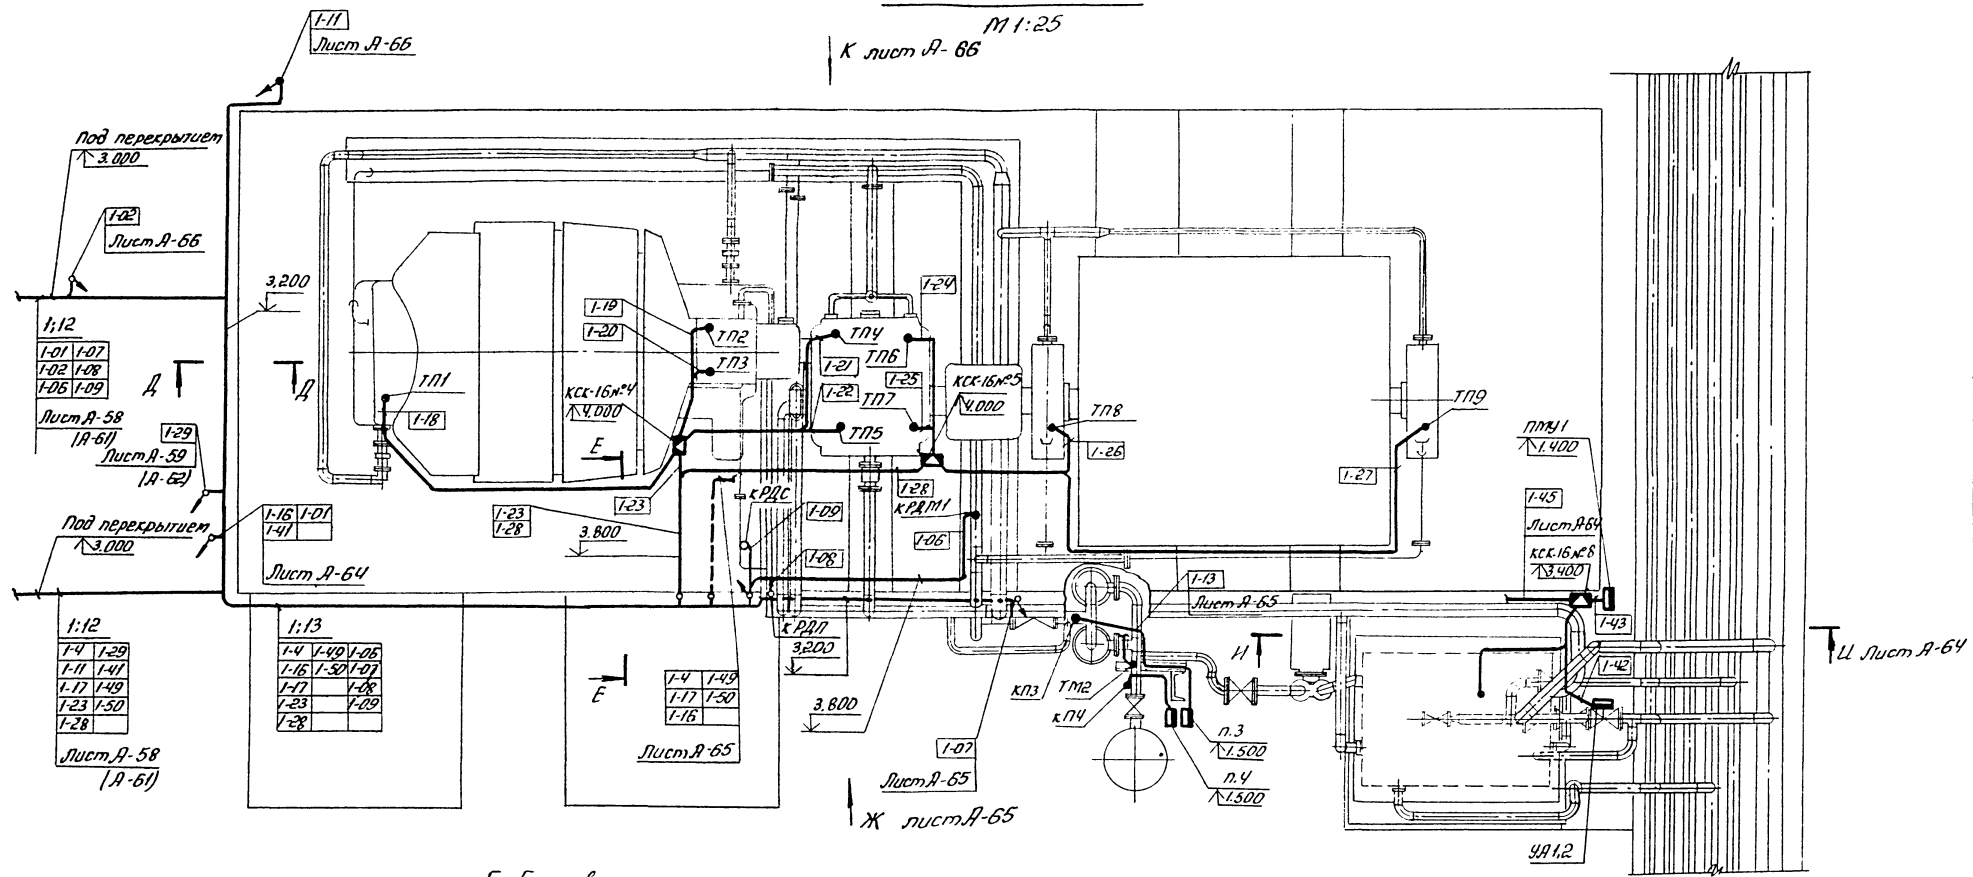 М 1:25
К лист А-66
1-11
Лист А-66
Под перекрытием
3.000
1-02
Лист А-66
3,200
1;12
1-01 1-07
1-02 1-08
1-06 1-09
Лист А-58
(А-61)
Д
Д
1-29
Лист А-59
(А-62)
1-16 1-01
1-41
Лист А-64
Под перекрытием
3.000
1:12
1-4 1-29
1-11 1-41
1-17 1-49
1-23 1-50
1-28
Лист А-58
(А-61)
1;13
1-4 1-49 1-06
1-16 1-50 1-07
1-17 1-08
1-23 1-09
1-28
ТП1
1-18
1-19
1-20
ТП2
ТП3
КСК-16№4
4.000
Е
1-23
1-23
1-28
3.800
КРДС
1-09
1-08
1-21
1-22
ТП4
ТП6
1-24
1-25
ТП7
ТП5
КСК-16№5
4.000
1-28
КРДМ1
1-06
ТП8
1-26
ТП9
1-27
ПМУ1
1.400
1-45
Лист А-64
КСК-16№8
3.400
1-43
1-42
1-13
Лист А-65
КРДП
3,200
Е
1-4 1-49
1-17 1-50
1-16
Лист А-65
3.800
1-07
Лист А-65
КП3
ТМ2
КП4
п.3
1.500
п.4
1.500
И
И Лист А-64
УА1,2
Ж лист А-65